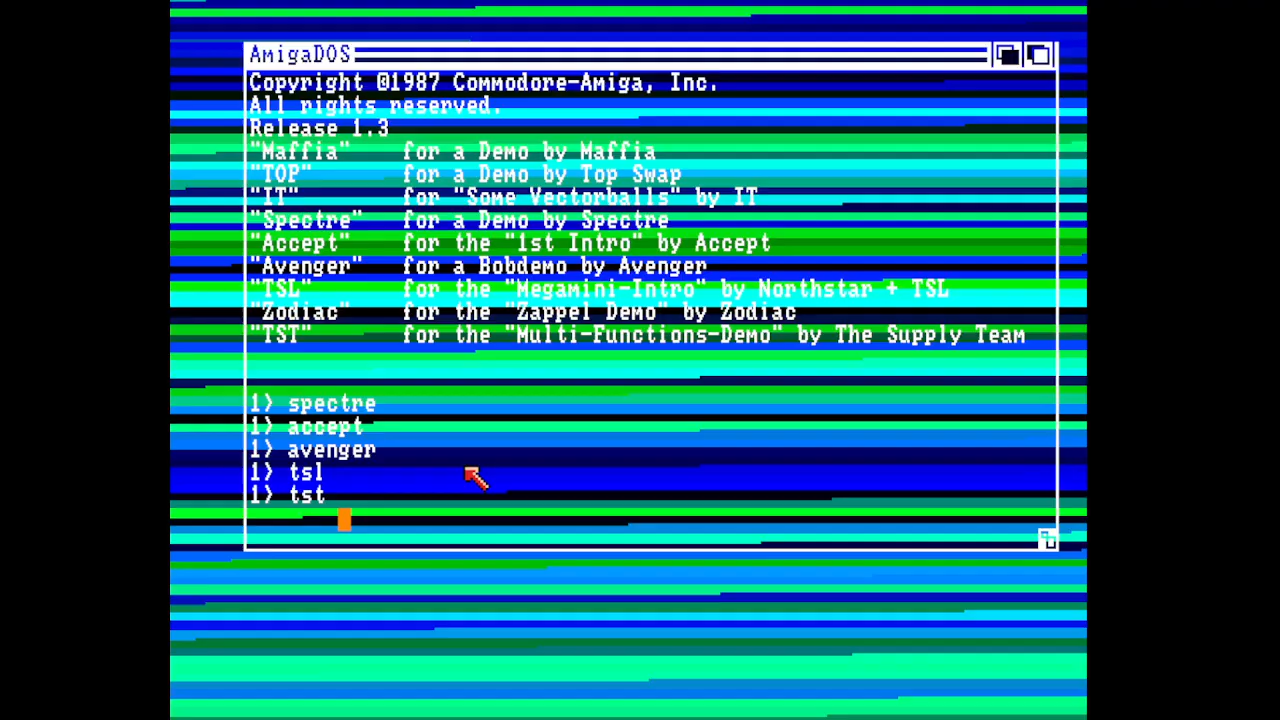 AmigaDOS
Copyright @1987 Commodore-Amiga, Inc.
All rights reserved.
Release 1.3
"Maffia" for a Demo by Maffia
"TOP" for a Demo by Top Swap
"IT" for "Some Vectorballs" by IT
"Spectre" for a Demo by Spectre
"Accept" for the "1st Intro" by Accept
"Avenger" for a Bobdemo by Avenger
"TSL" for the "Megamini-Intro" by Northstar + TSL
"Zodiac" for the "Zappel Demo" by Zodiac
"TST" for the "Multi-Functions-Demo" by The Supply Team
1> spectre
1> accept
1> avenger
1> tsl
1> tst